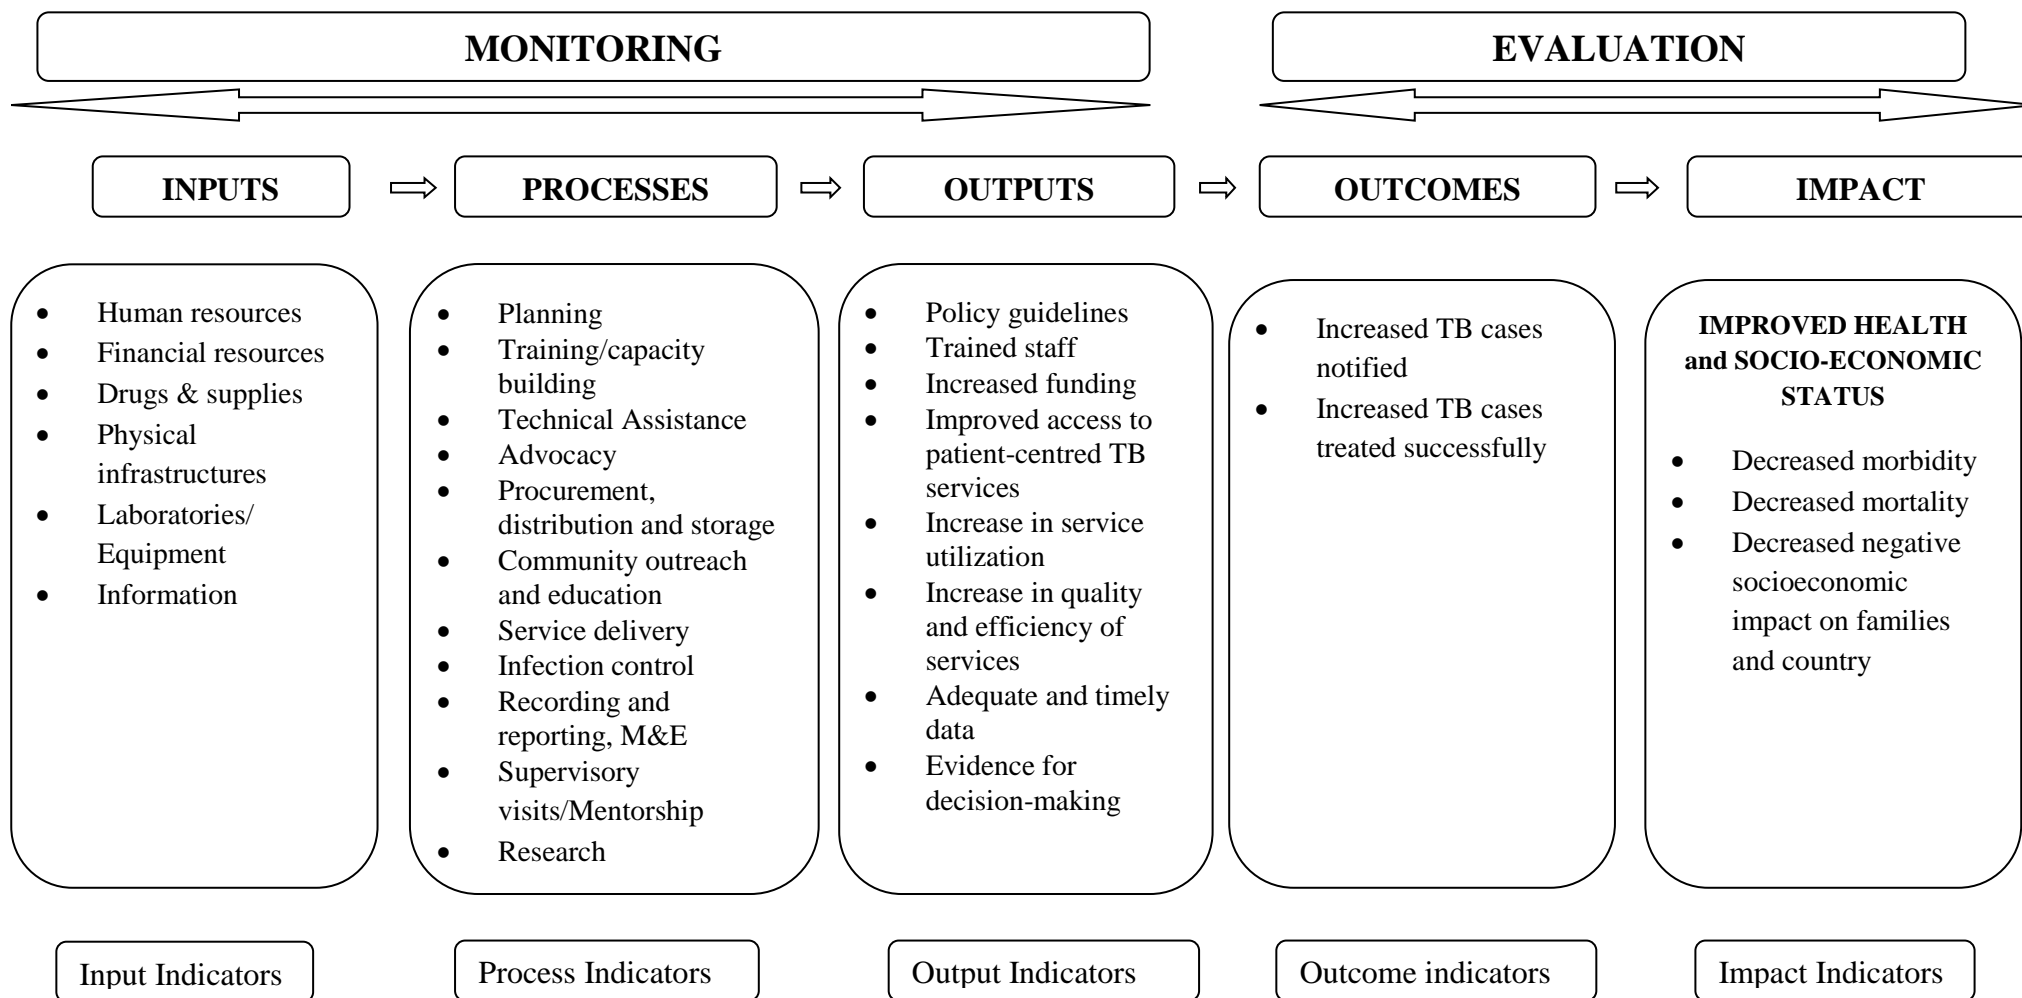 MONITORING
EVALUATION
INPUTS
PROCESSES
OUTPUTS
OUTCOMES
IMPACT
Human resources
Financial resources
Drugs & supplies
Physical
infrastructures
Laboratories/
Equipment
Information
Planning
Training/capacity
building
Technical Assistance
Advocacy
Procurement,
distribution and storage
Community outreach
and education
Service delivery
Infection control
Recording and
reporting, M&E
Supervisory
visits/Mentorship
Research
Policy guidelines
Trained staff
Increased funding
Improved access to
patient-centred TB
services
Increase in service
utilization
Increase in quality
and efficiency of
services
Adequate and timely
data
Evidence for
decision-making
Increased TB cases
notified
Increased TB cases
treated successfully
IMPROVED HEALTH
and SOCIO-ECONOMIC
STATUS
Decreased morbidity
Decreased mortality
Decreased negative
socioeconomic
impact on families
and country
Input Indicators
Process Indicators
Output Indicators
Outcome indicators
Impact Indicators